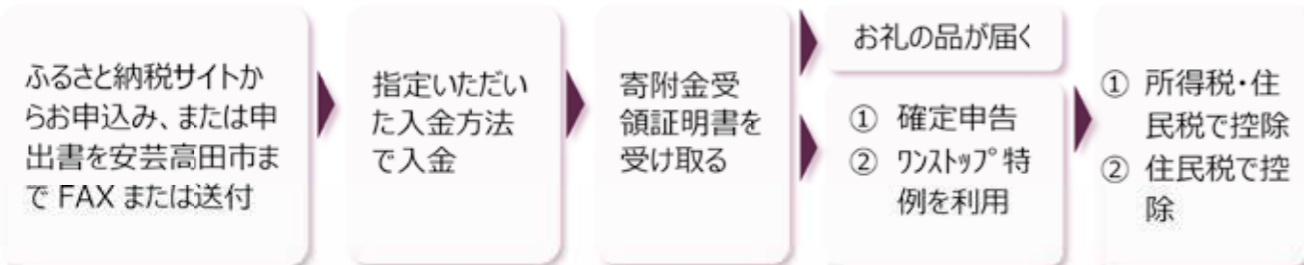 ふるさと納税サイトか
らお申込み、または申
出書を安芸高田市ま
で FAX または送付
指定いただい
た入金方法
で入金
寄附金受
領証明書を
受け取る
お礼の品が届く
① 確定申告
② ﾜﾝｽﾄｯﾌﾟ特
例を利用
① 所得税・住
民税で控除
② 住民税で控
除